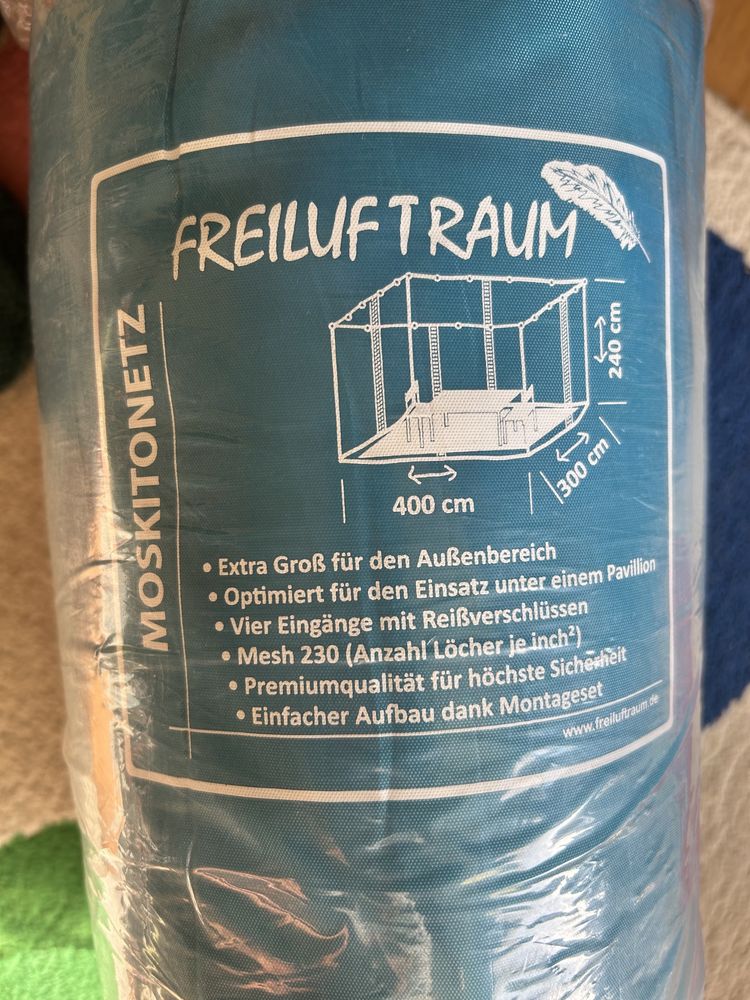 FREILUFTRAUM
MOSKITONETZ
240 cm
300 cm
400 cm
• Extra Groß für den Außenbereich
• Optimiert für den Einsatz unter einem Pavillion
• Vier Eingänge mit Reißverschlüssen
• Mesh 230 (Anzahl Löcher je inch²)
• Premiumqualität für höchste Sicherheit
• Einfacher Aufbau dank Montageset
www.freiluftraum.de